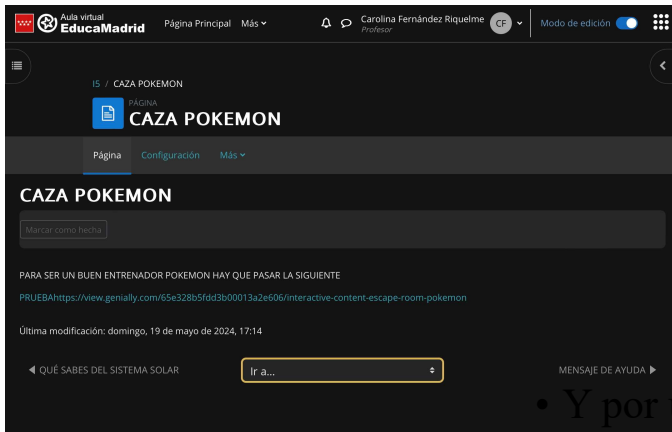 Aula virtual
EducaMadrid
Página Principal Más
Carolina Fernández Riquelme
Profesor
CF
Modo de edición
I5 / CAZA POKEMON
PÁGINA
CAZA POKEMON
Página Configuración Más
CAZA POKEMON
Marcar como hecha
PARA SER UN BUEN ENTRENADOR POKEMON HAY QUE PASAR LA SIGUIENTE
PRUEBAhttps://view.genially.com/65e328b5fdd3b00013a2e606/interactive-content-escape-room-pokemon
Última modificación: domingo, 19 de mayo de 2024, 17:14
◀ QUÉ SABES DEL SISTEMA SOLAR
Ir a...
MENSAJE DE AYUDA ▶
• Y por